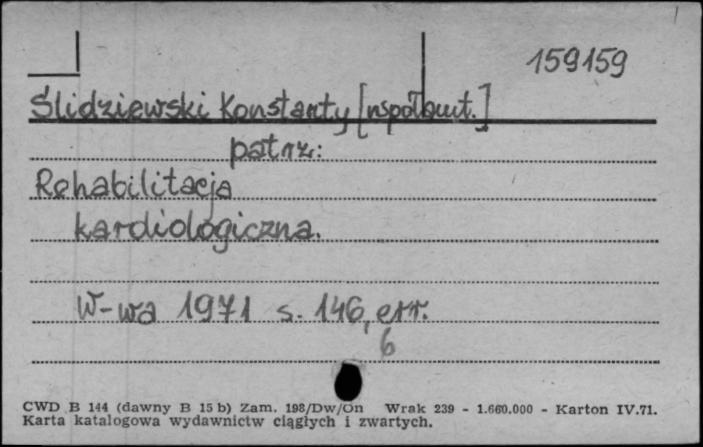 159159
Ślidziewski Konstanty [współaut.]
patrz:
Rehabilitacja
kardiologiczna.
W-wa 1971 s. 146, err.
6
CWD B 144 (dawny B 15 b) Zam. 198/Dw/On Wrak 239 - 1.660.000 - Karton IV.71.
Karta katalogowa wydawnictw ciągłych i zwartych.